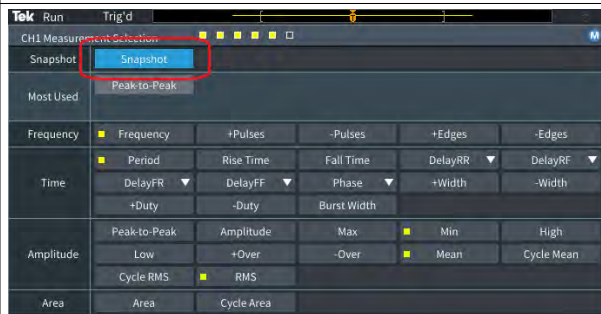 Tek Run Trig'd
CH1 Measurement Selection M
Snapshot Snapshot
Most Used Peak-to-Peak
Frequency Frequency +Pulses -Pulses +Edges -Edges
Time Period Rise Time Fall Time DelayRR DelayRF
DelayFR DelayFF Phase +Width -Width
+Duty -Duty Burst Width
Amplitude Peak-to-Peak Amplitude Max Min High
Low +Over -Over Mean Cycle Mean
Cycle RMS RMS
Area Area Cycle Area